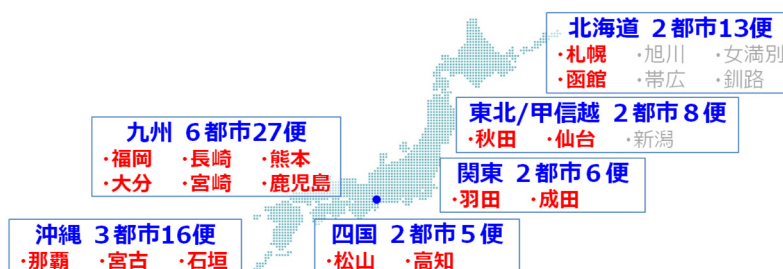 北海道 2都市13便
・札幌 ・旭川 ・女満別
・函館 ・帯広 ・釧路
東北/甲信越 2都市8便
・秋田 ・仙台 ・新潟
九州 6都市27便
・福岡 ・長崎 ・熊本
・大分 ・宮崎 ・鹿児島
関東 2都市6便
・羽田 ・成田
沖縄 3都市16便
・那覇 ・宮古 ・石垣
四国 2都市5便
・松山 ・高知